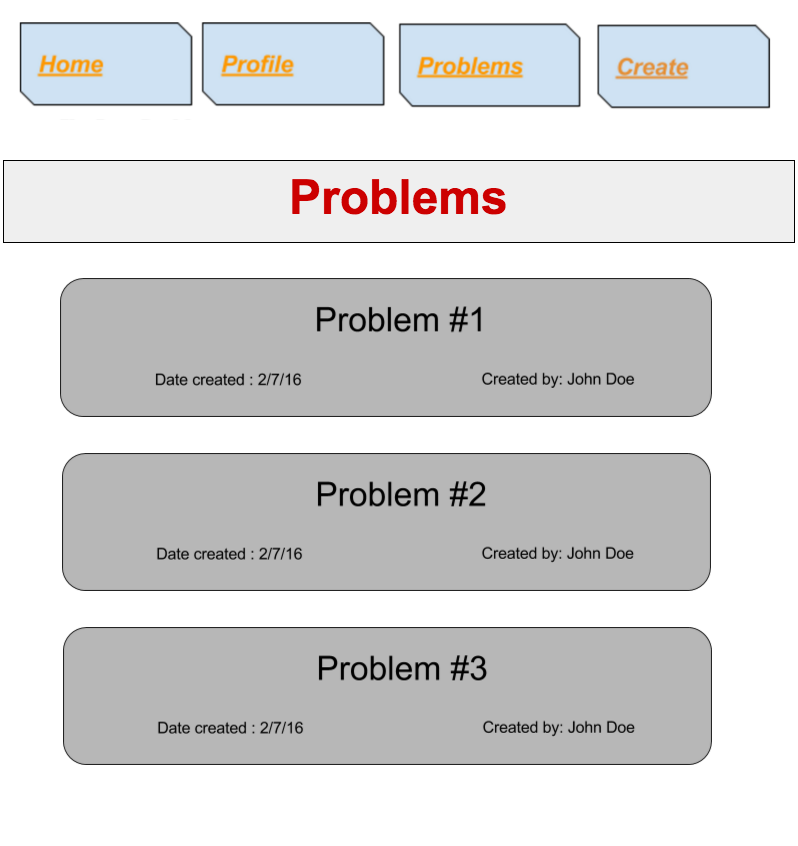 Home Profile Problems Create
Problems
Problem #1
Date created : 2/7/16 Created by: John Doe
Problem #2
Date created : 2/7/16 Created by: John Doe
Problem #3
Date created : 2/7/16 Created by: John Doe